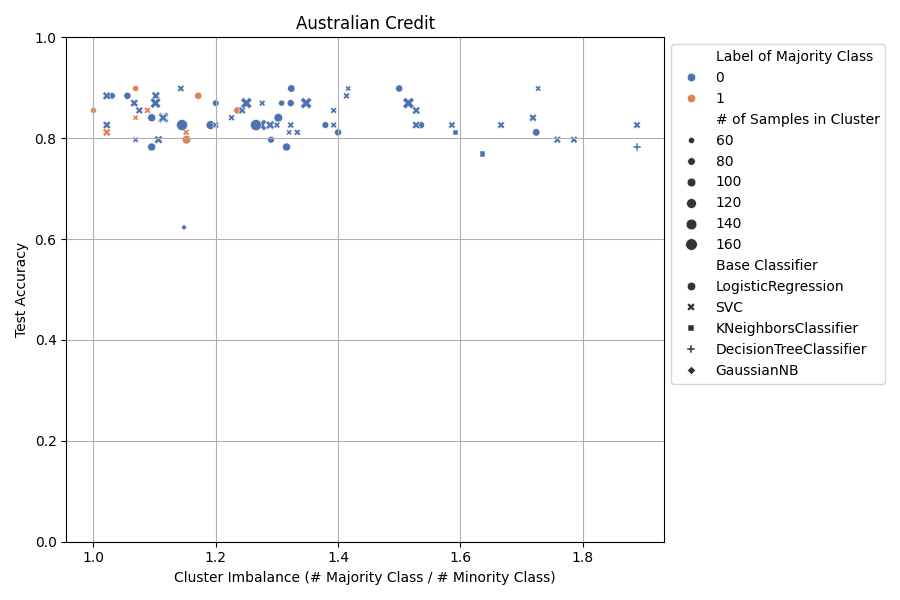 Australian Credit
Test Accuracy
1.0
0.8
0.6
0.4
0.2
0.0
1.0
1.2
1.4
1.6
1.8
Cluster Imbalance (# Majority Class / # Minority Class)
Label of Majority Class
0
1
# of Samples in Cluster
60
80
100
120
140
160
Base Classifier
LogisticRegression
SVC
KNeighborsClassifier
DecisionTreeClassifier
GaussianNB